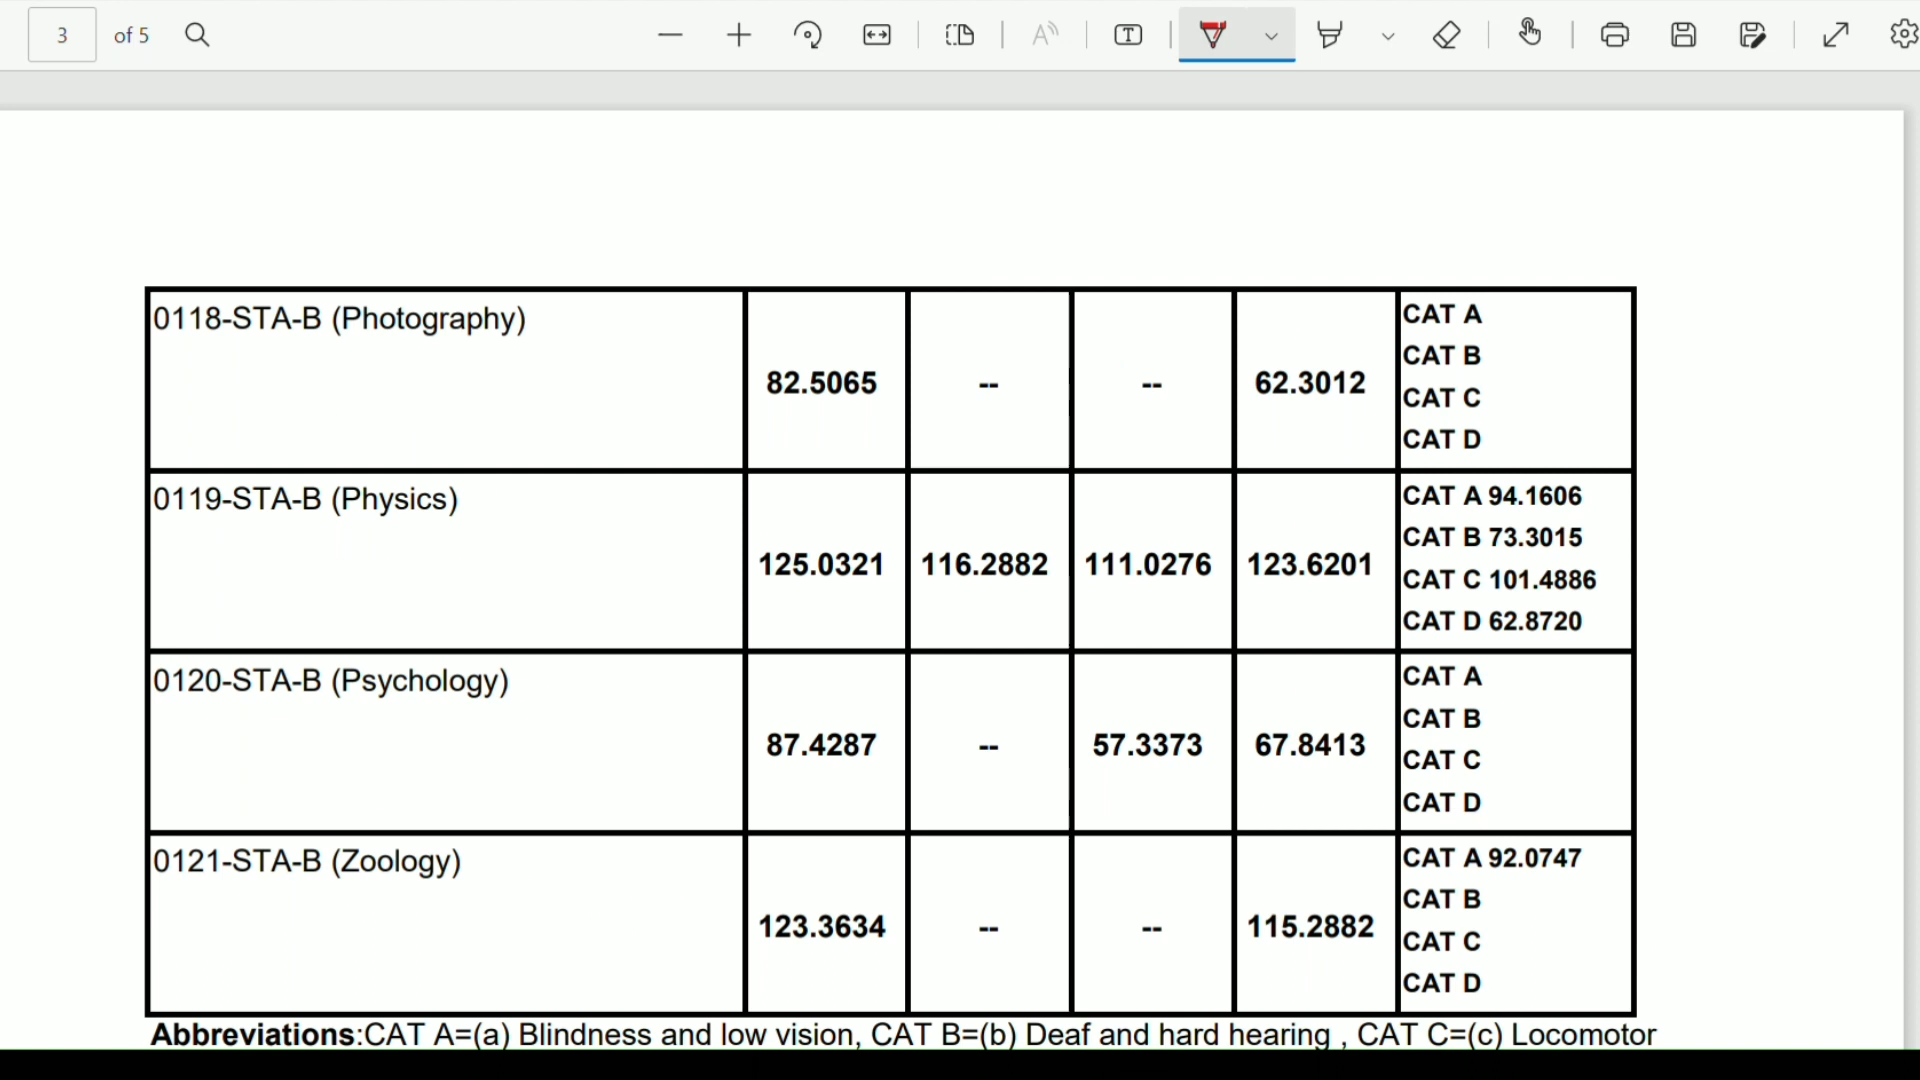 3 of 5
0118-STA-B (Photography)
82.5065 -- -- 62.3012
CAT A
CAT B
CAT C
CAT D
0119-STA-B (Physics)
125.0321 116.2882 111.0276 123.6201
CAT A 94.1606
CAT B 73.3015
CAT C 101.4886
CAT D 62.8720
0120-STA-B (Psychology)
87.4287 -- 57.3373 67.8413
CAT A
CAT B
CAT C
CAT D
0121-STA-B (Zoology)
123.3634 -- -- 115.2882
CAT A 92.0747
CAT B
CAT C
CAT D
Abbreviations:CAT A=(a) Blindness and low vision, CAT B=(b) Deaf and hard hearing , CAT C=(c) Locomotor